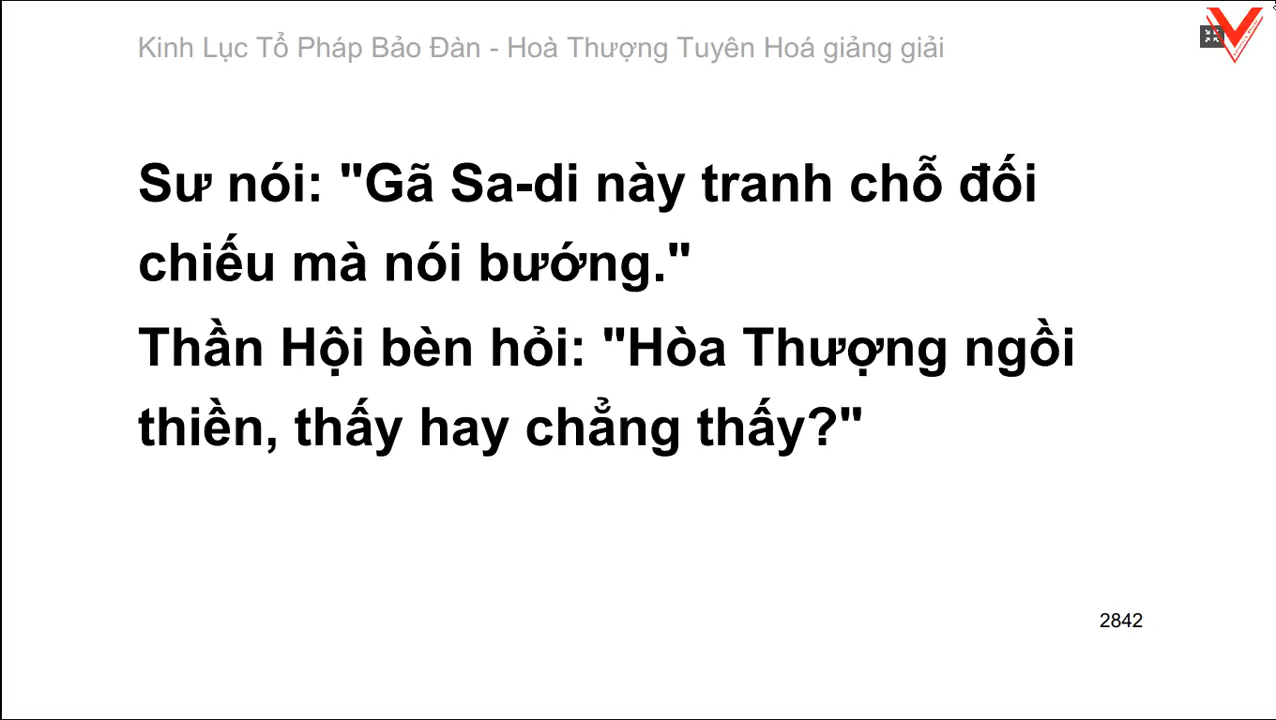 Kinh Lục Tổ Pháp Bảo Đàn - Hoà Thượng Tuyên Hoá giảng giải
Sư nói: "Gã Sa-di này tranh chỗ đối
chiếu mà nói bướng."
Thần Hội bèn hỏi: "Hòa Thượng ngồi
thiền, thấy hay chẳng thấy?"
2842